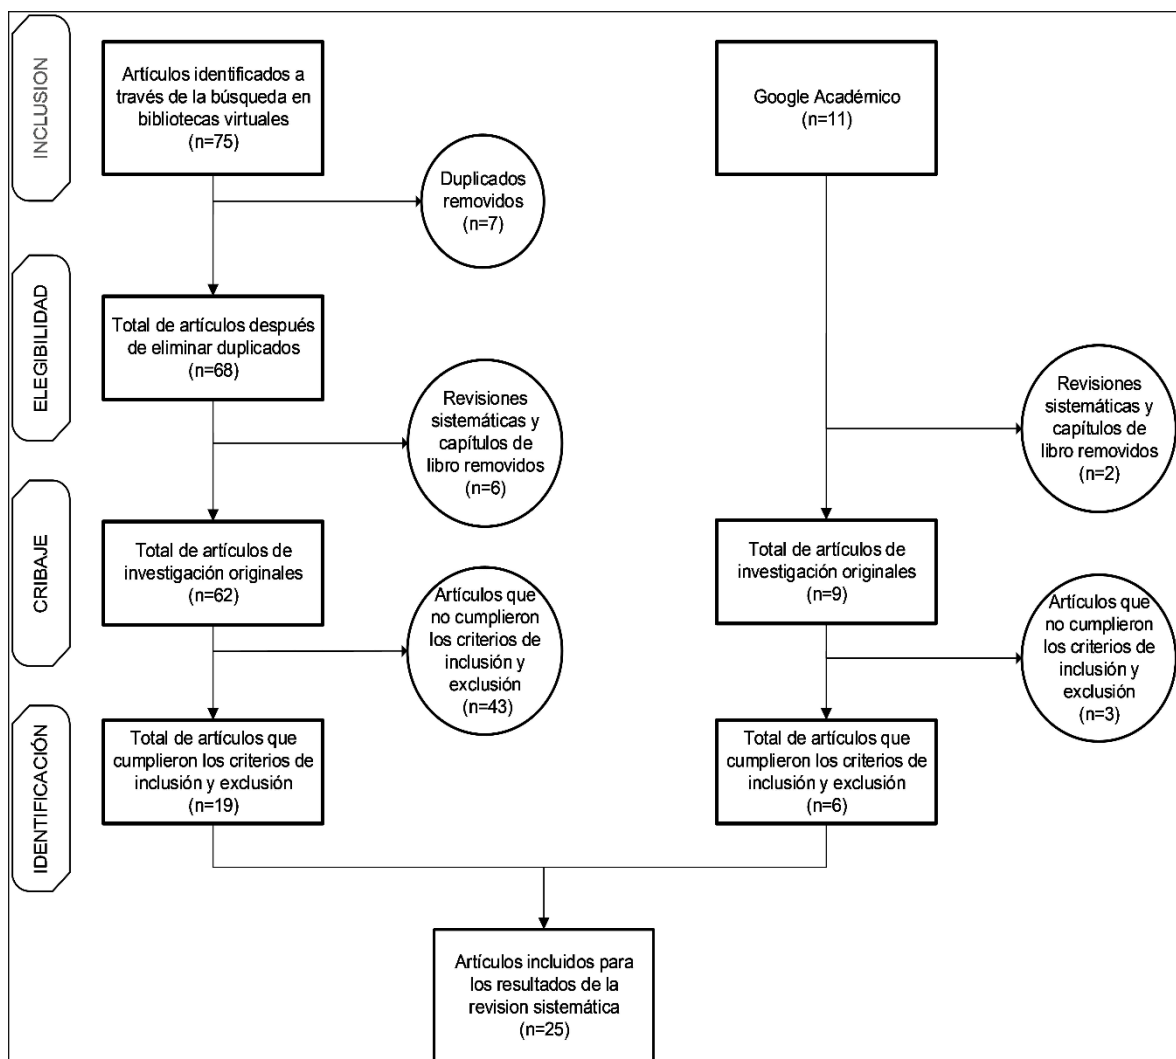 INCLUSION
Artículos identificados a
través de la búsqueda en
bibliotecas virtuales
(n=75)
Google Académico
(n=11)
Duplicados
removidos
(n=7)
ELEGIBILIDAD
Total de artículos después
de eliminar duplicados
(n=68)
Revisiones
sistemáticas y
capítulos de
libro removidos
(n=6)
Revisiones
sistemáticas y
capítulos de
libro removidos
(n=2)
CRIBAJE
Total de artículos de
investigación originales
(n=62)
Total de artículos de
investigación originales
(n=9)
Artículos que
no cumplieron
los criterios de
inclusión y
exclusión
(n=43)
Artículos que
no cumplieron
los criterios de
inclusión y
exclusión
(n=3)
IDENTIFICACIÓN
Total de artículos que
cumplieron los criterios de
inclusión y exclusión
(n=19)
Total de artículos que
cumplieron los criterios de
inclusión y exclusión
(n=6)
Artículos incluidos para
los resultados de la
revision sistemática
(n=25)